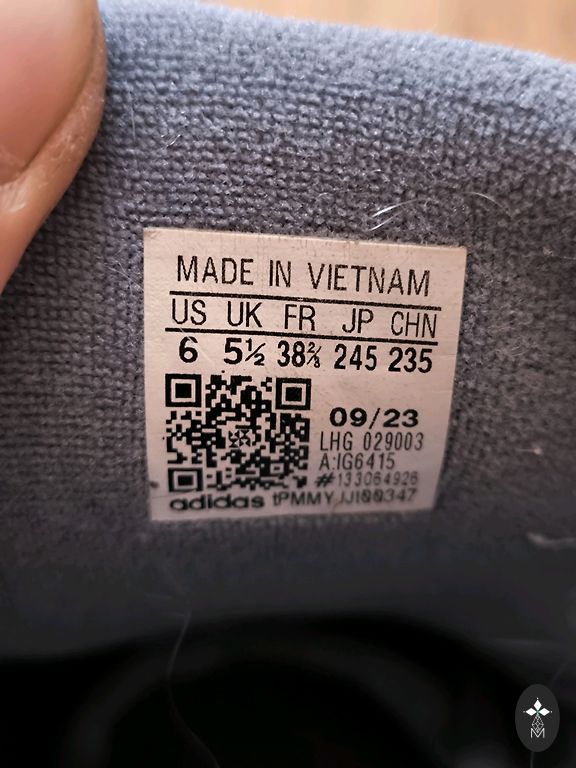 MADE IN VIETNAM
US UK FR JP CHN
6 5½ 38⅔ 245 235
09/23
LHG 029003
A:IG6415
#133064926
adidas tPMMYJJI00347
M